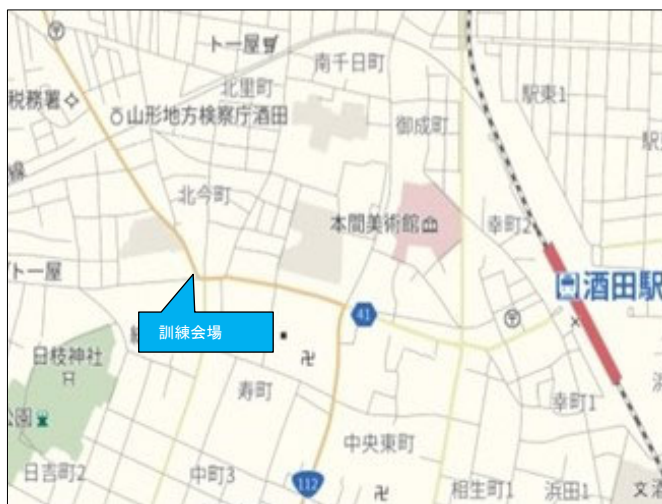 トー屋
南千日町
北里町
税務署
山形地方検察庁酒田
駅東1
御成町
北今町
本間美術館
幸町2
トー屋
酒田駅
41
訓練会場
日枝神社
寿町
幸町1
公園
中央東町
日吉町2
中町3
112
相生町1
浜田1
文